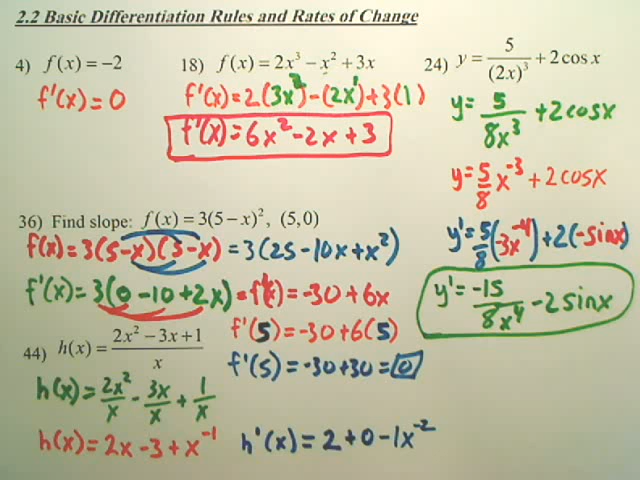 2.2 Basic Differentiation Rules and Rates of Change
4) f(x) = -2
f'(x) = 0
18) f(x) = 2x³ - x² + 3x
f'(x) = 2(3x²) - (2x¹) + 3(1)
f'(x) = 6x² - 2x + 3
24) y = 5/(2x)³ + 2 cos x
y = 5/8x³ + 2cosx
y = 5/8 x⁻³ + 2cosx
y' = 5/8(-3x⁻⁴) + 2(-sinx)
y' = -15/8x⁴ - 2sinx
36) Find slope: f(x) = 3(5 - x)², (5,0)
f(x) = 3(5-x)(5-x) = 3(25 - 10x + x²)
f'(x) = 3(0 - 10 + 2x) = f'(x) = -30 + 6x
f'(5) = -30 + 6(5)
f'(5) = -30 + 30 = 0
44) h(x) = 2x² - 3x + 1/x
h(x) = 2x²/x - 3x/x + 1/x
h(x) = 2x - 3 + x⁻¹
h'(x) = 2 + 0 - 1x⁻²